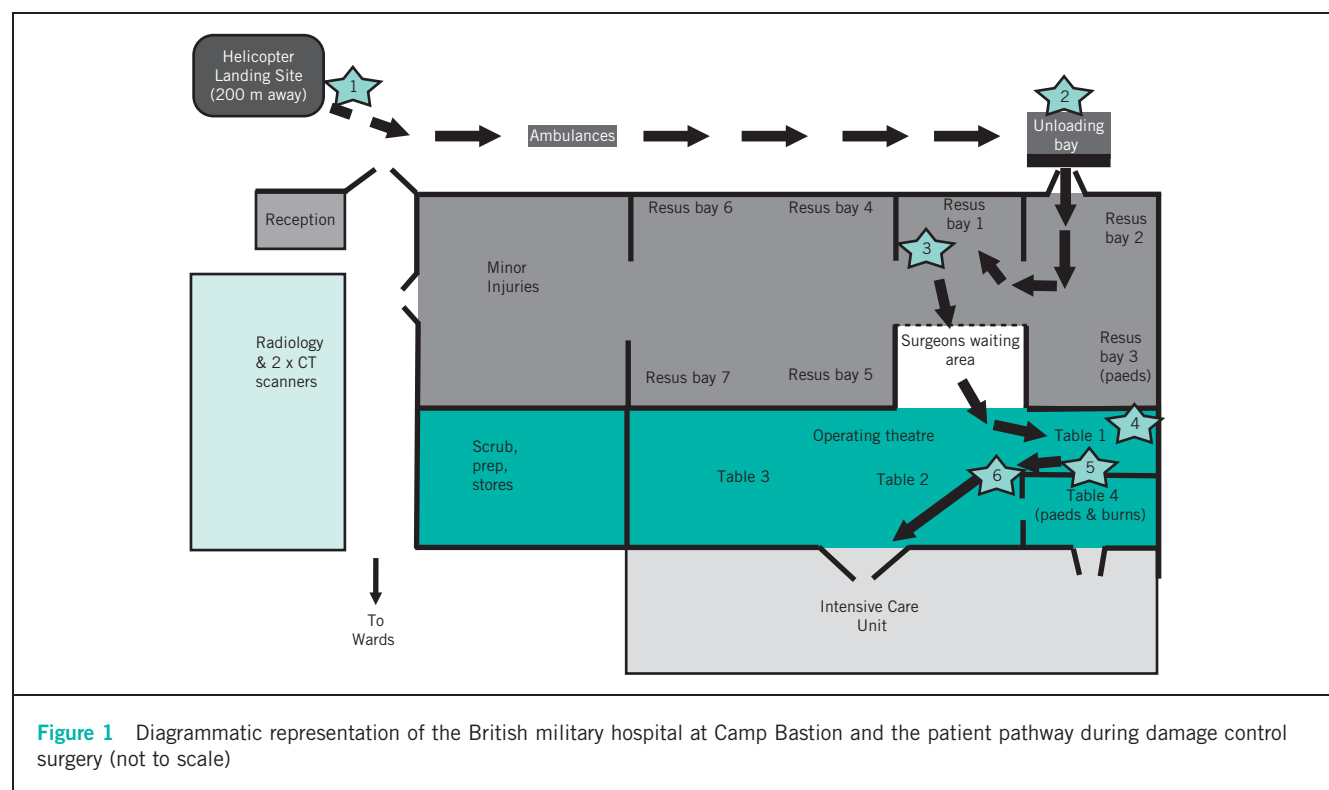 Helicopter
Landing Site
(200 m away)
1
2
Ambulances
Unloading
bay
Reception
Resus bay 6
Resus bay 4
Resus
bay 1
Resus
bay 2
3
Minor
Injuries
Radiology
& 2 x CT
scanners
Surgeons waiting
area
Resus
bay 3
(paeds)
Resus bay 7
Resus bay 5
Scrub,
prep,
stores
Operating theatre
Table 1
4
Table 3
Table 2
6
5
Table 4
(paeds & burns)
To
Wards
Intensive Care
Unit
Figure 1 Diagrammatic representation of the British military hospital at Camp Bastion and the patient pathway during damage control
surgery (not to scale)